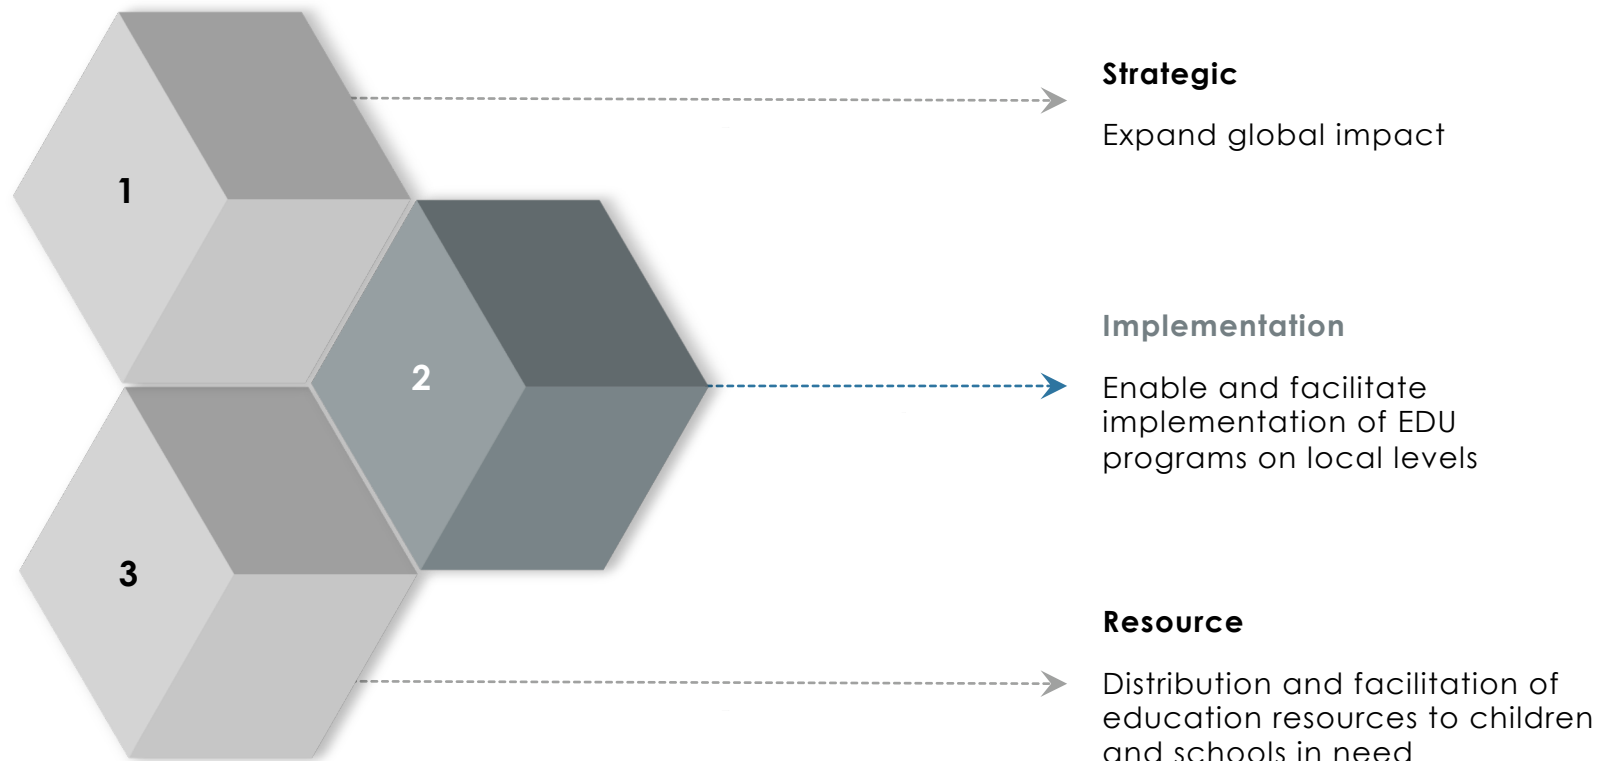 1
Strategic
Expand global impact
2
Implementation
Enable and facilitate
implementation of EDU
programs on local levels
3
Resource
Distribution and facilitation of
education resources to children
and schools in need